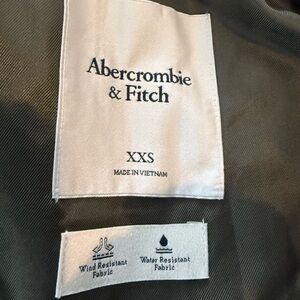 Abercrombie
& Fitch
XXS
MADE IN VIETNAM
Wind Resistant
Fabric
Water Resistant
Fabric